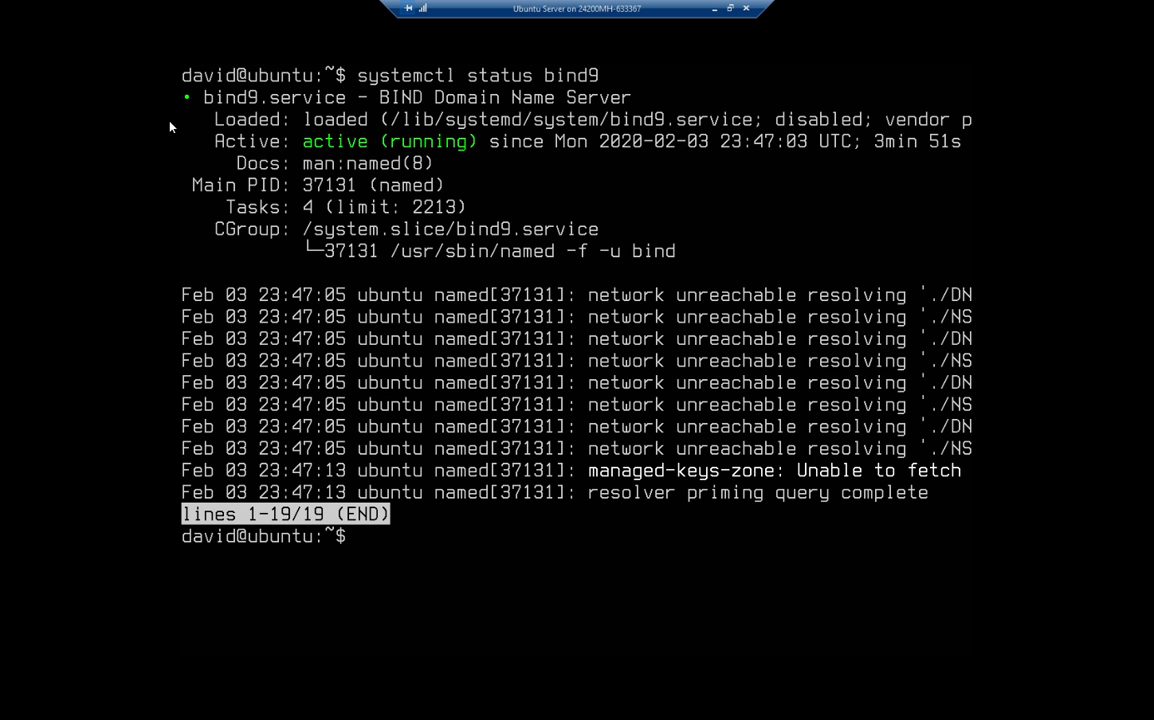 Ubuntu Server on 24200MH-633367
david@ubuntu:~$ systemctl status bind9
• bind9.service - BIND Domain Name Server
Loaded: loaded (/lib/systemd/system/bind9.service; disabled; vendor p
Active: active (running) since Mon 2020-02-03 23:47:03 UTC; 3min 51s
Docs: man:named(8)
Main PID: 37131 (named)
Tasks: 4 (limit: 2213)
CGroup: /system.slice/bind9.service
└─37131 /usr/sbin/named -f -u bind
Feb 03 23:47:05 ubuntu named[37131]: network unreachable resolving './DN
Feb 03 23:47:05 ubuntu named[37131]: network unreachable resolving './NS
Feb 03 23:47:05 ubuntu named[37131]: network unreachable resolving './DN
Feb 03 23:47:05 ubuntu named[37131]: network unreachable resolving './NS
Feb 03 23:47:05 ubuntu named[37131]: network unreachable resolving './DN
Feb 03 23:47:05 ubuntu named[37131]: network unreachable resolving './NS
Feb 03 23:47:05 ubuntu named[37131]: network unreachable resolving './DN
Feb 03 23:47:05 ubuntu named[37131]: network unreachable resolving './NS
Feb 03 23:47:13 ubuntu named[37131]: managed-keys-zone: Unable to fetch
Feb 03 23:47:13 ubuntu named[37131]: resolver priming query complete
lines 1-19/19 (END)
david@ubuntu:~$